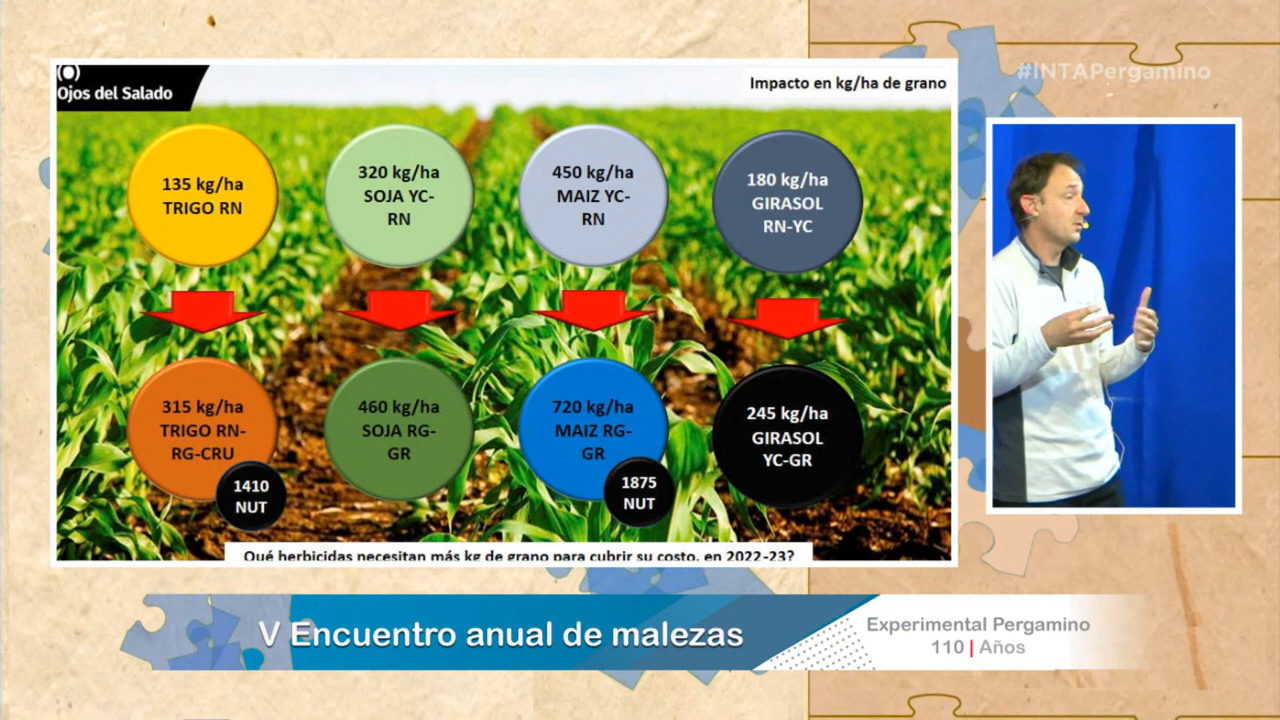 (O)
Ojos del Salado
Impacto en kg/ha de grano
#INTAPergamino
135 kg/ha
TRIGO RN
320 kg/ha
SOJA YC-
RN
450 kg/ha
MAIZ YC-
RN
180 kg/ha
GIRASOL
RN-YC
315 kg/ha
TRIGO RN-
RG-CRU
1410
NUT
460 kg/ha
SOJA RG-
GR
720 kg/ha
MAIZ RG-
GR
1875
NUT
245 kg/ha
GIRASOL
YC-GR
Qué herbicidas necesitan más kg de grano para cubrir su costo, en 2022-23?
V Encuentro anual de malezas
Experimental Pergamino
110 | Años